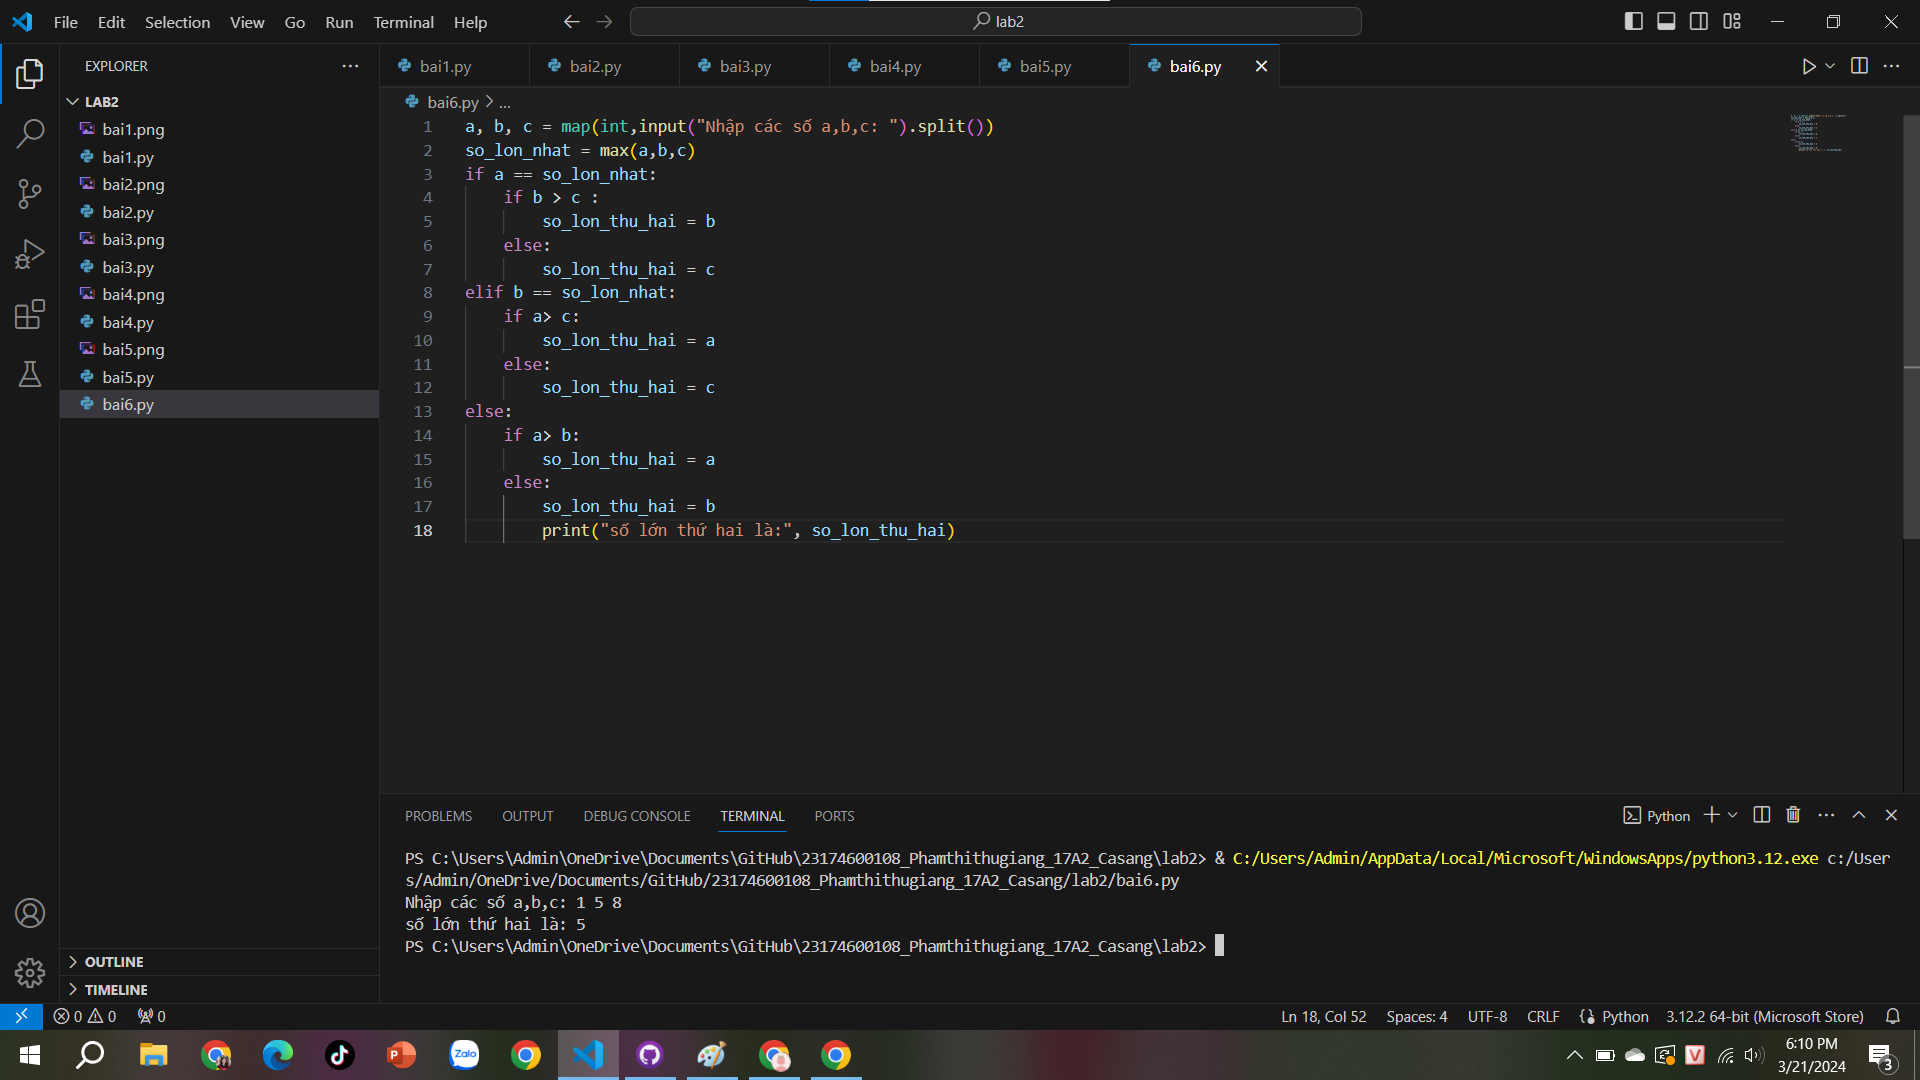 File Edit Selection View Go Run Terminal Help
lab2
EXPLORER
LAB2
bai1.png
bai1.py
bai2.png
bai2.py
bai3.png
bai3.py
bai4.png
bai4.py
bai5.png
bai5.py
bai6.py
OUTLINE
TIMELINE
bai1.py bai2.py bai3.py bai4.py bai5.py bai6.py
bai6.py > ...
1 a, b, c = map(int,input("Nhập các số a,b,c: ").split())
2 so_lon_nhat = max(a,b,c)
3 if a == so_lon_nhat:
4 if b > c :
5 so_lon_thu_hai = b
6 else:
7 so_lon_thu_hai = c
8 elif b == so_lon_nhat:
9 if a> c:
10 so_lon_thu_hai = a
11 else:
12 so_lon_thu_hai = c
13 else:
14 if a> b:
15 so_lon_thu_hai = a
16 else:
17 so_lon_thu_hai = b
18 print("số lớn thứ hai là:", so_lon_thu_hai)
PROBLEMS OUTPUT DEBUG CONSOLE TERMINAL PORTS
Python
PS C:\Users\Admin\OneDrive\Documents\GitHub\23174600108_Phamthithugiang_17A2_Casang\lab2> & C:/Users/Admin/AppData/Local/Microsoft/WindowsApps/python3.12.exe c:/User
s/Admin/OneDrive/Documents/GitHub/23174600108_Phamthithugiang_17A2_Casang/lab2/bai6.py
Nhập các số a,b,c: 1 5 8
số lớn thứ hai là: 5
PS C:\Users\Admin\OneDrive\Documents\GitHub\23174600108_Phamthithugiang_17A2_Casang\lab2>
0 0 0
Ln 18, Col 52 Spaces: 4 UTF-8 CRLF Python 3.12.2 64-bit (Microsoft Store)
Zalo
6:10 PM
3/21/2024
3